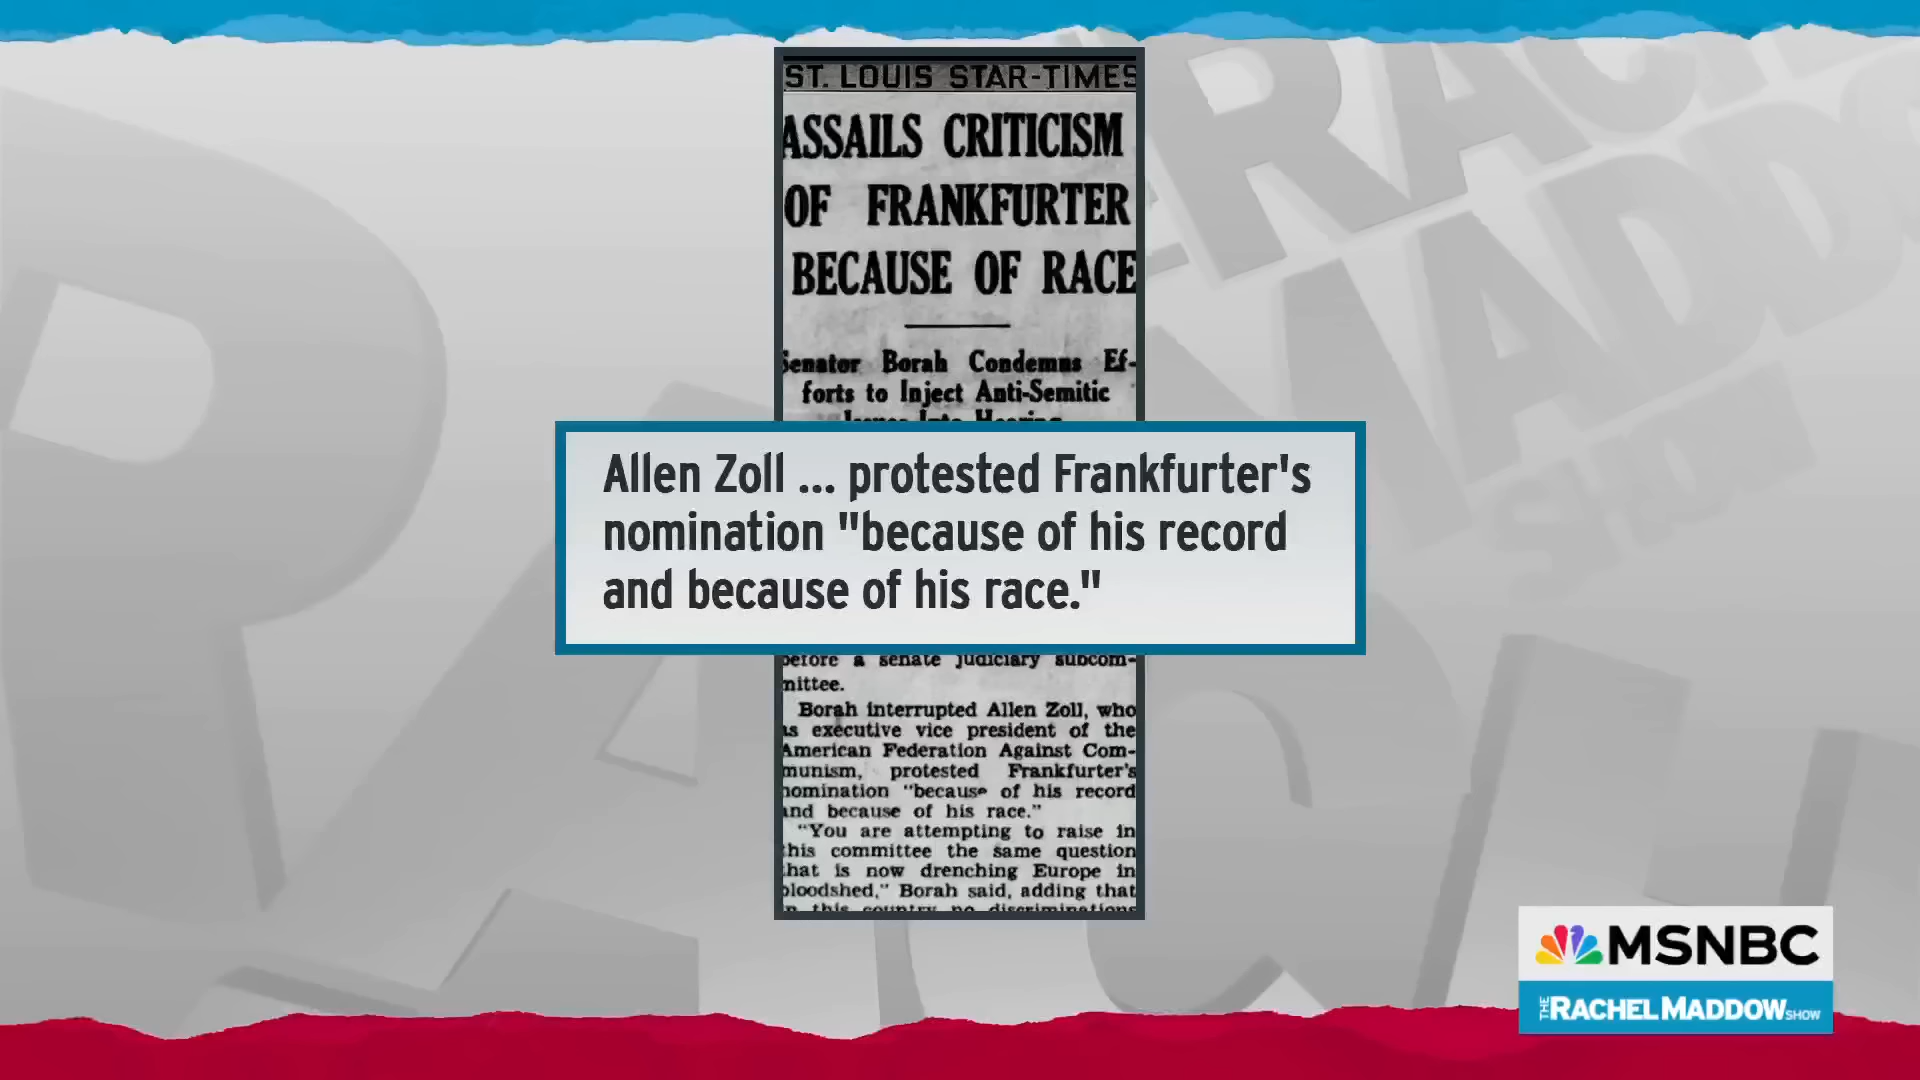 ST. LOUIS STAR-TIMES
ASSAILS CRITICISM
OF FRANKFURTER
BECAUSE OF RACE
Senator Borah Condemns Ef-
forts to Inject Anti-Semitic
Allen Zoll ... protested Frankfurter's
nomination "because of his record
and because of his race."
before a senate judiciary subcom-
mittee.
Borah interrupted Allen Zoll, who
as executive vice president of the
American Federation Against Com-
munism, protested Frankfurter's
nomination "because of his record
and because of his race."
"You are attempting to raise in
this committee the same question
that is now drenching Europe in
bloodshed," Borah said, adding that
MSNBC
THE RACHEL MADDOW SHOW